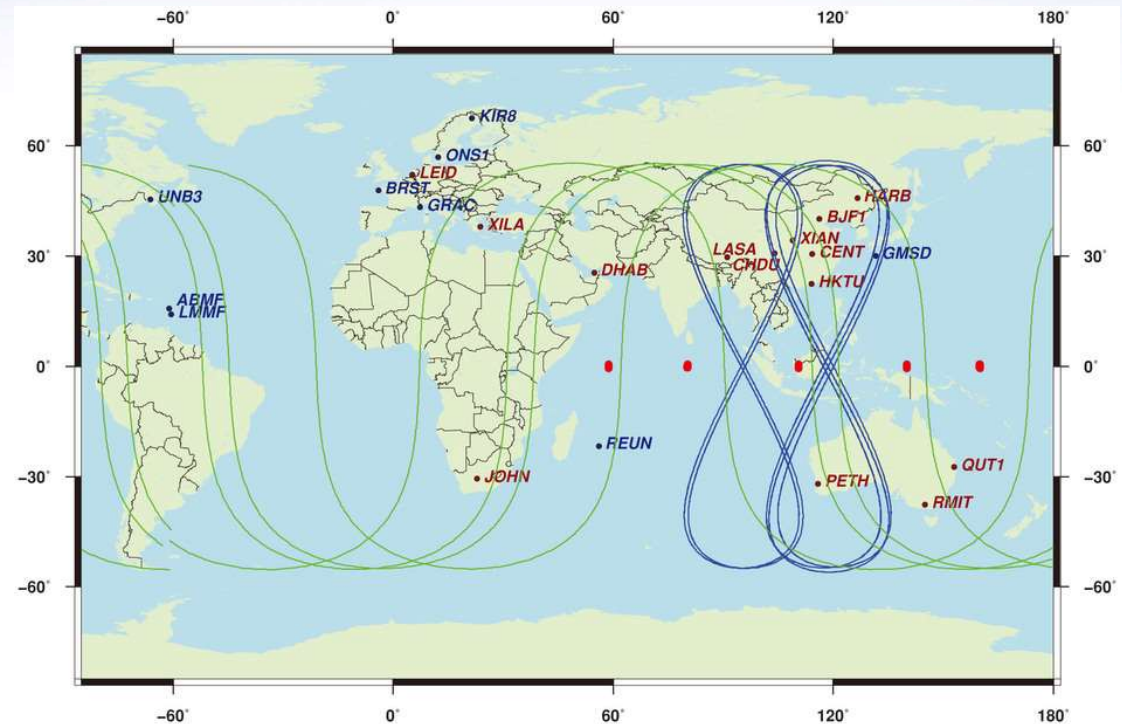 −60° 0° 60° 120° 180°
KIR8
60° 60°
ONS1
LEID
BRST
UNB3
HARB
GRAC
BJF1
XILA
XIAN
LASA
CENT
GMSD
30° 30°
CHDU
DHAB
HKTU
ABMF
LMMF
0° 0°
REUN
QUT1
JOHN
−30° −30°
PETH
RMIT
−60° −60°
−60° 0° 60° 120° 180°